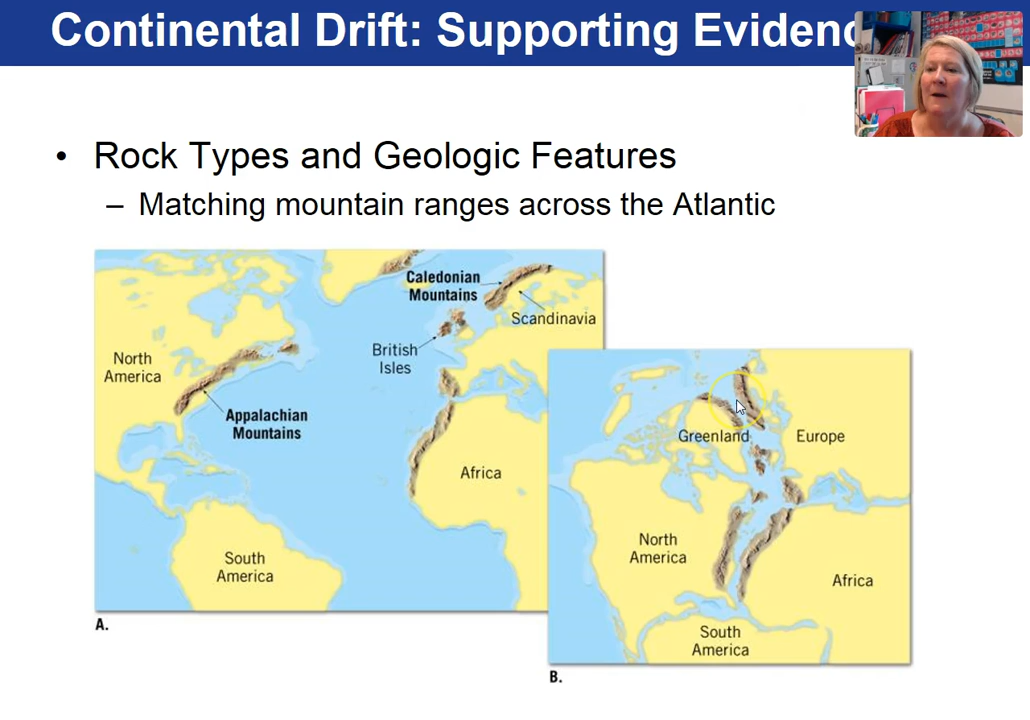 Continental Drift: Supporting Evidenc
• Rock Types and Geologic Features
– Matching mountain ranges across the Atlantic
Caledonian
Mountains
Scandinavia
British
Isles
North
America
Appalachian
Mountains
Africa
South
America
A.
Greenland
Europe
North
America
Africa
South
America
B.